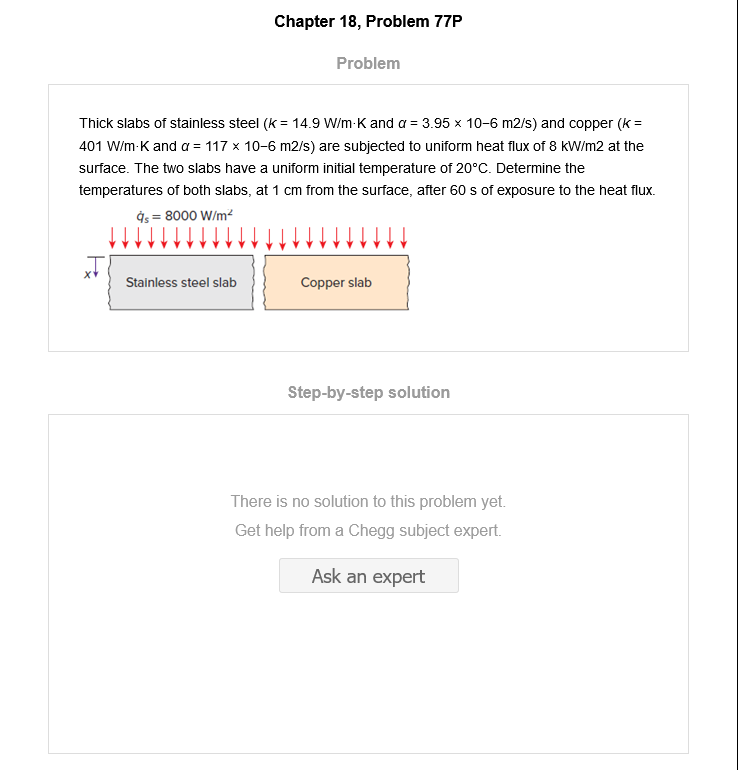 Chapter 18, Problem 77P
Problem
Thick slabs of stainless steel (k = 14.9 W/m·K and α = 3.95 × 10–6 m2/s) and copper (k =
401 W/m·K and α = 117 × 10–6 m2/s) are subjected to uniform heat flux of 8 kW/m2 at the
surface. The two slabs have a uniform initial temperature of 20°C. Determine the
temperatures of both slabs, at 1 cm from the surface, after 60 s of exposure to the heat flux.
q̇s = 8000 W/m²
x
Stainless steel slab
Copper slab
Step-by-step solution
There is no solution to this problem yet.
Get help from a Chegg subject expert.
Ask an expert